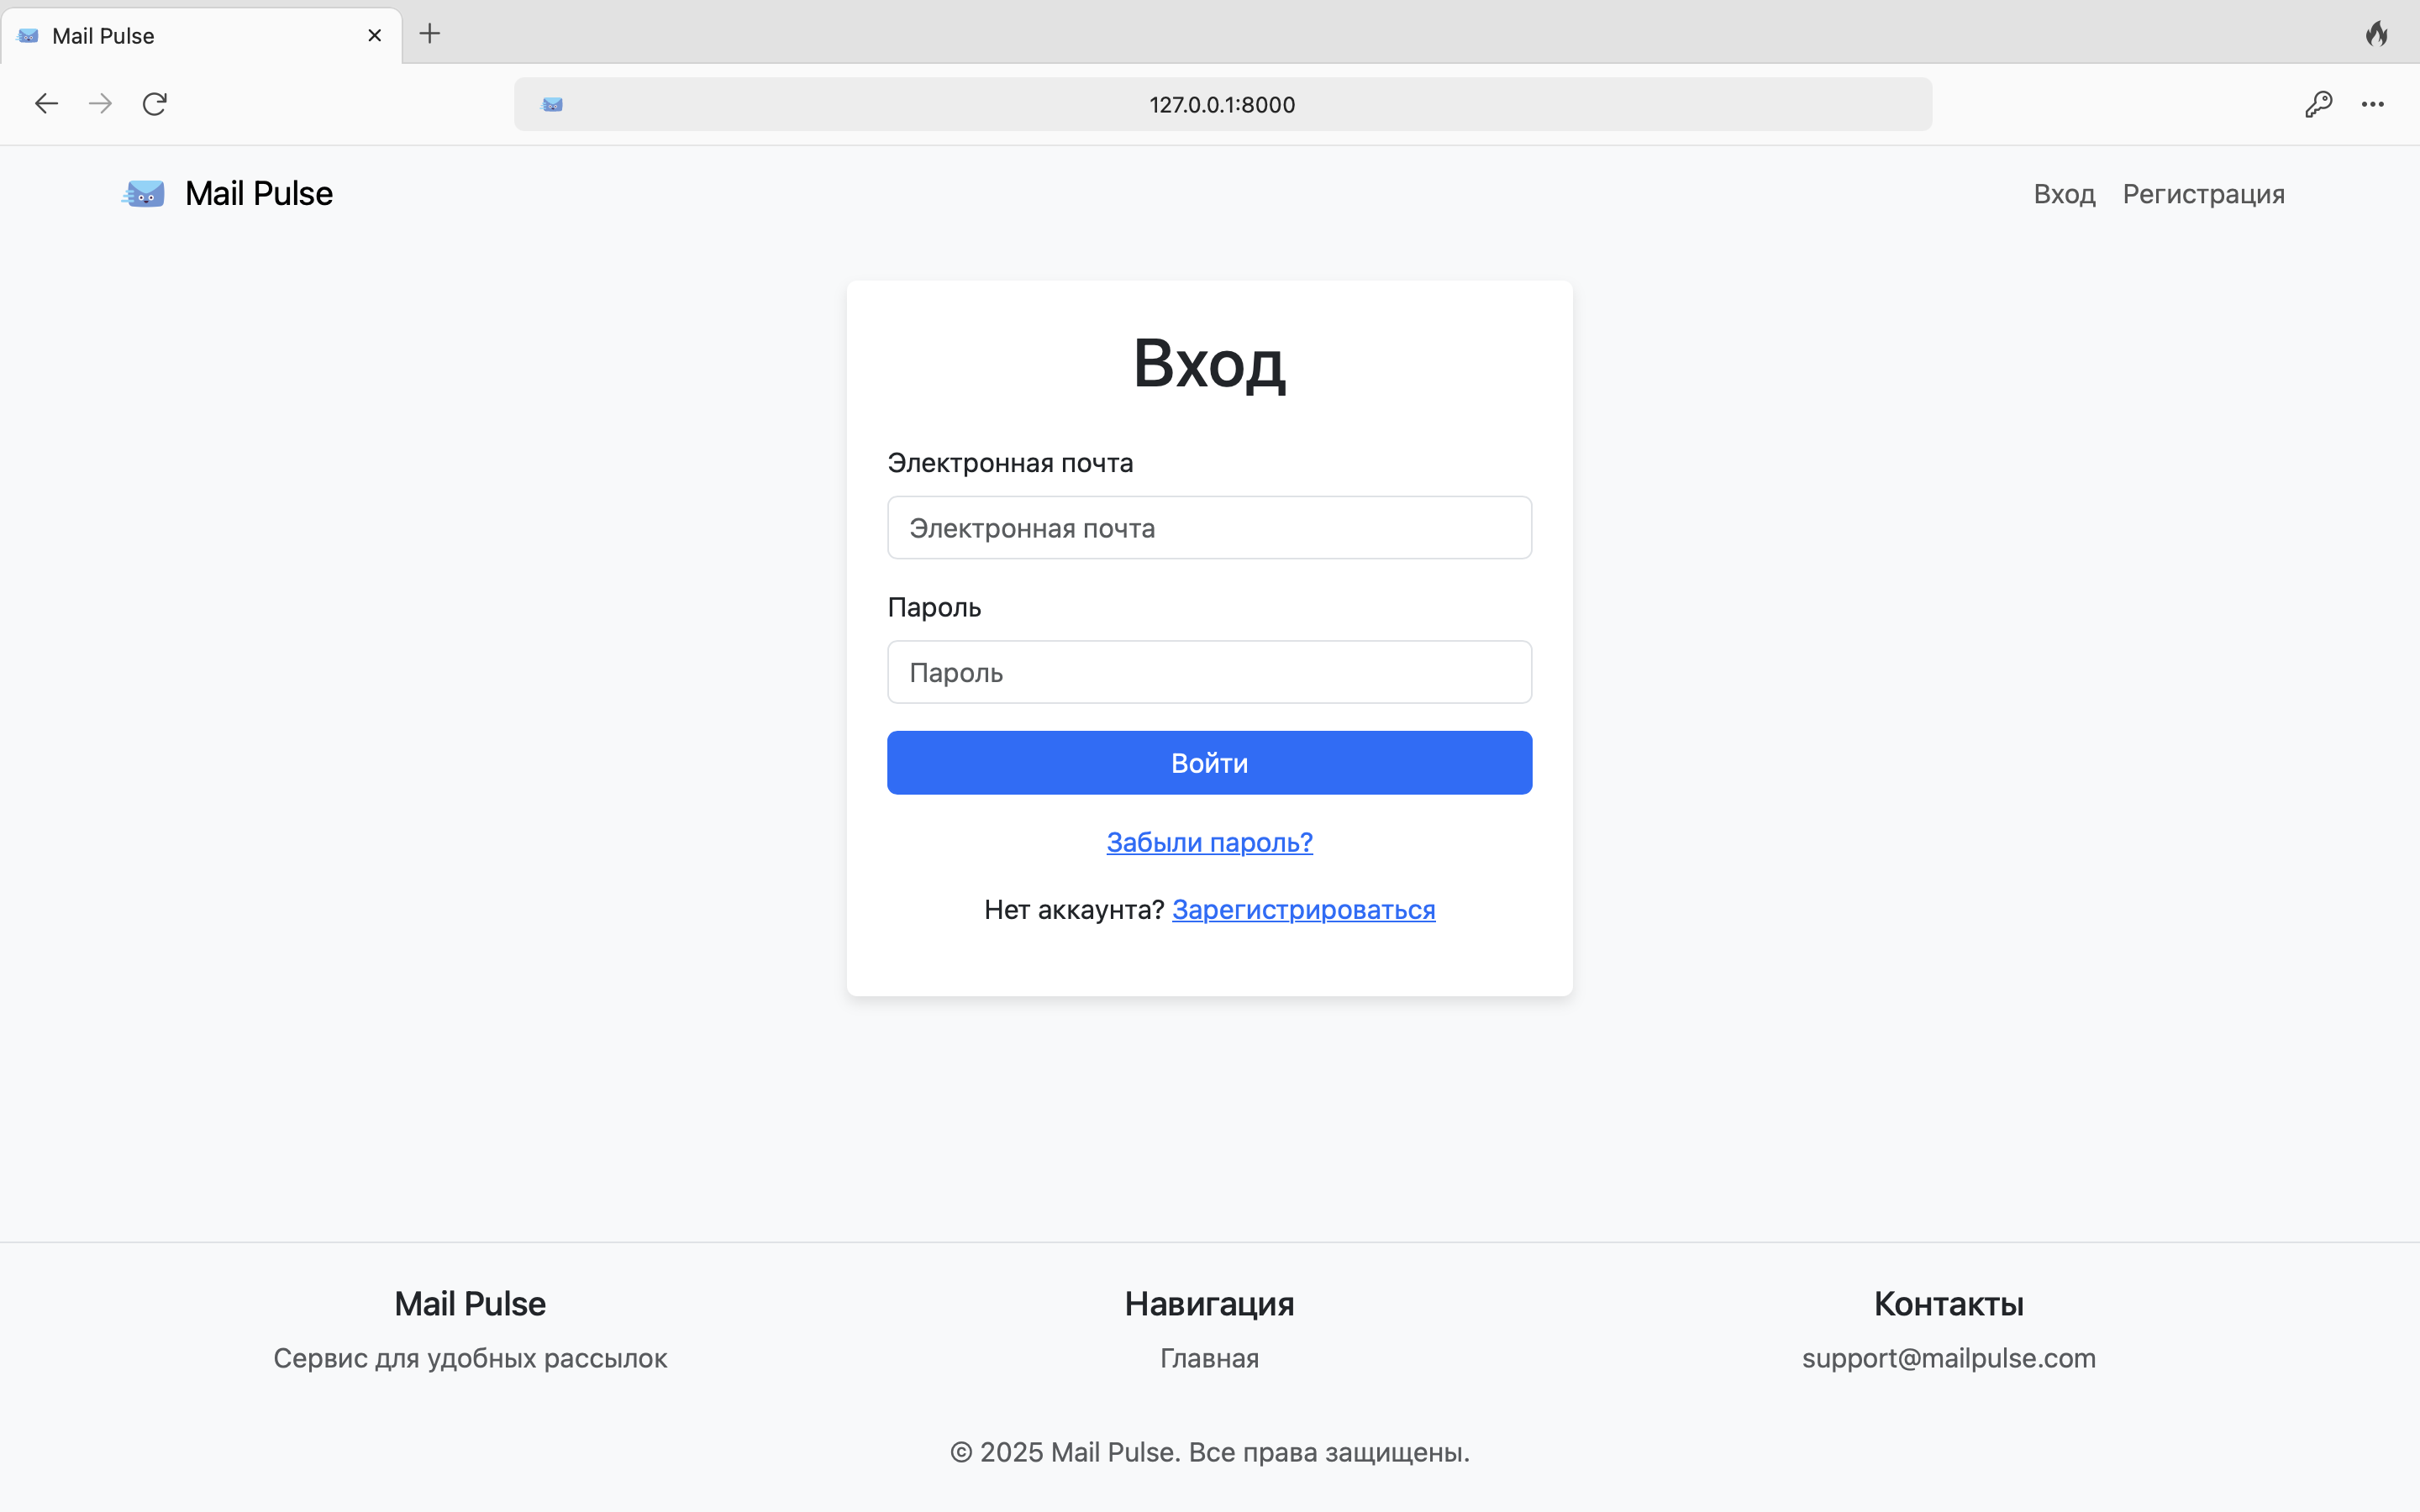 Mail Pulse
127.0.0.1:8000
Mail Pulse
Вход Регистрация
Вход
Электронная почта
Электронная почта
Пароль
Пароль
Войти
Забыли пароль?
Нет аккаунта? Зарегистрироваться
Mail Pulse
Сервис для удобных рассылок
Навигация
Главная
Контакты
support@mailpulse.com
© 2025 Mail Pulse. Все права защищены.